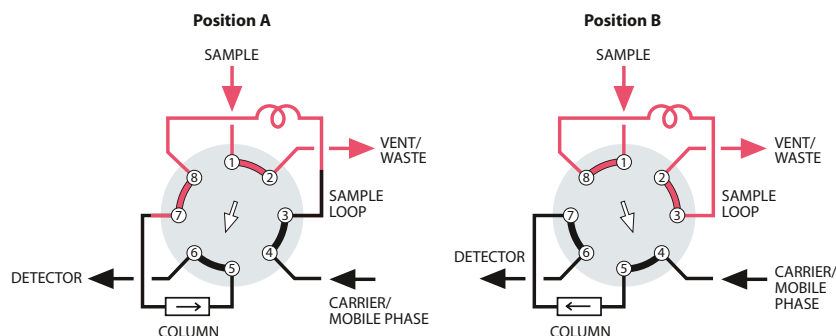 Position A
SAMPLE
VENT/
WASTE
1
2
8
SAMPLE
LOOP
7
3
6
4
5
DETECTOR
CARRIER/
MOBILE PHASE
COLUMN
Position B
SAMPLE
VENT/
WASTE
1
8
2
SAMPLE
LOOP
7
3
6
4
5
DETECTOR
CARRIER/
MOBILE
PHASE
COLUMN